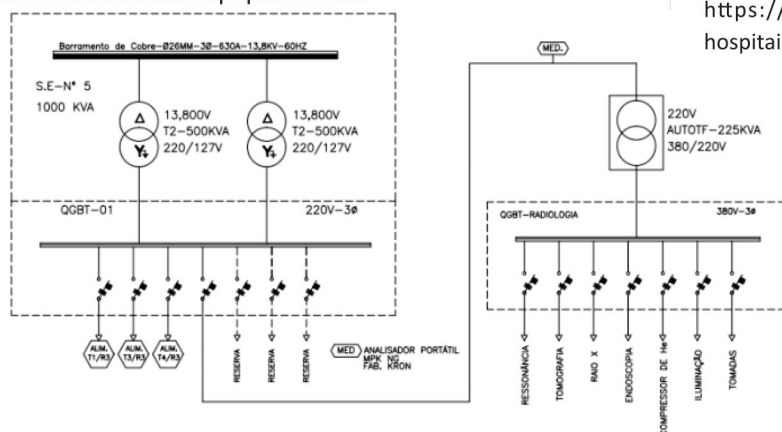 https://
hospitai
Barramento de Cobre-Ø26MM-3Ø-630A-13,8KV-60HZ
S.E-Nº 5
1000 KVA
13,800V
T2-500KVA
220/127V
13,800V
T2-500KVA
220/127V
QGBT-01
220V-3ø
ALIM.
T1/R3
ALIM.
T3/R3
ALIM.
T4/R3
RESERVA
RESERVA
RESERVA
MED
ANALISADOR PORTÁTIL
MPK NG
FAB. KRON
MED.
220V
AUTOTF-225KVA
380/220V
QGBT-RADIOLOGIA
380V-3ø
RESSONÂNCIA
TOMOGRAFIA
RAIO X
ENDOSCOPIA
COMPRESSOR DE He
ILUMINAÇÃO
TOMADAS